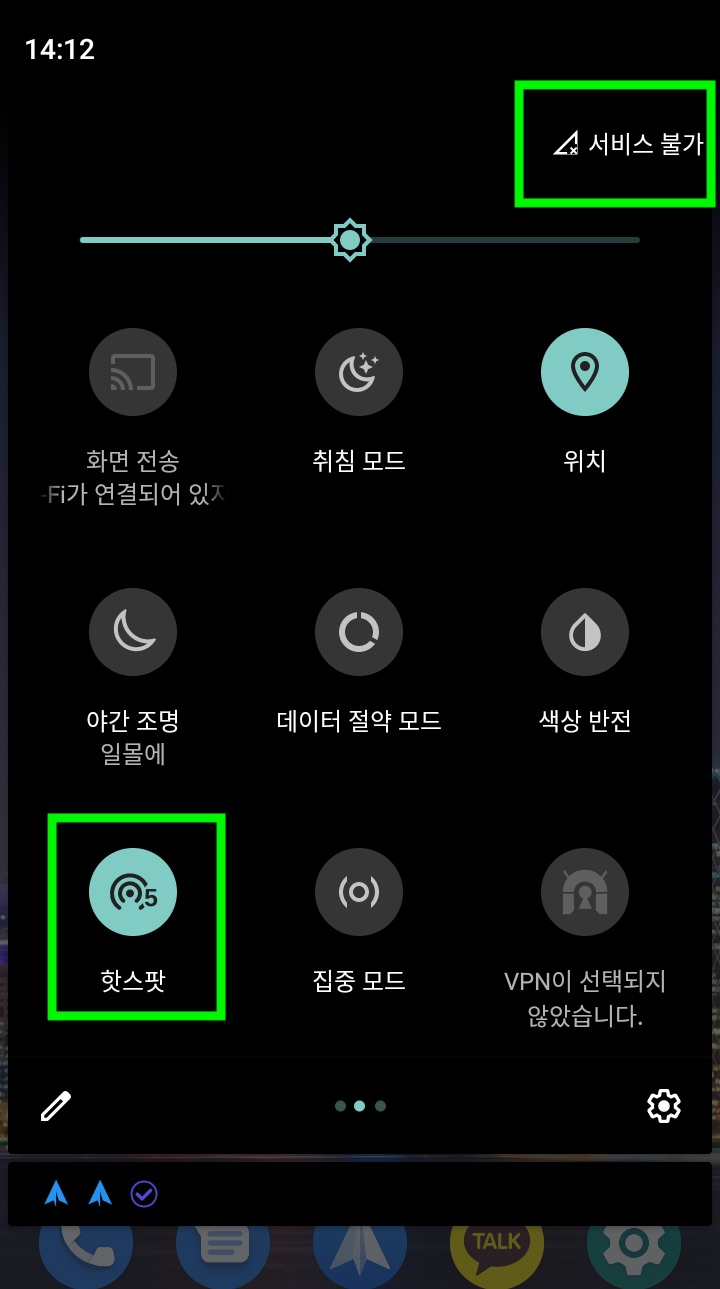 14:12
서비스 불가
화면 전송
취침 모드
위치
-Fi가 연결되어 있지
야간 조명
데이터 절약 모드
색상 반전
일몰에
5
핫스팟
집중 모드
VPN이 선택되지
않았습니다.
TALK